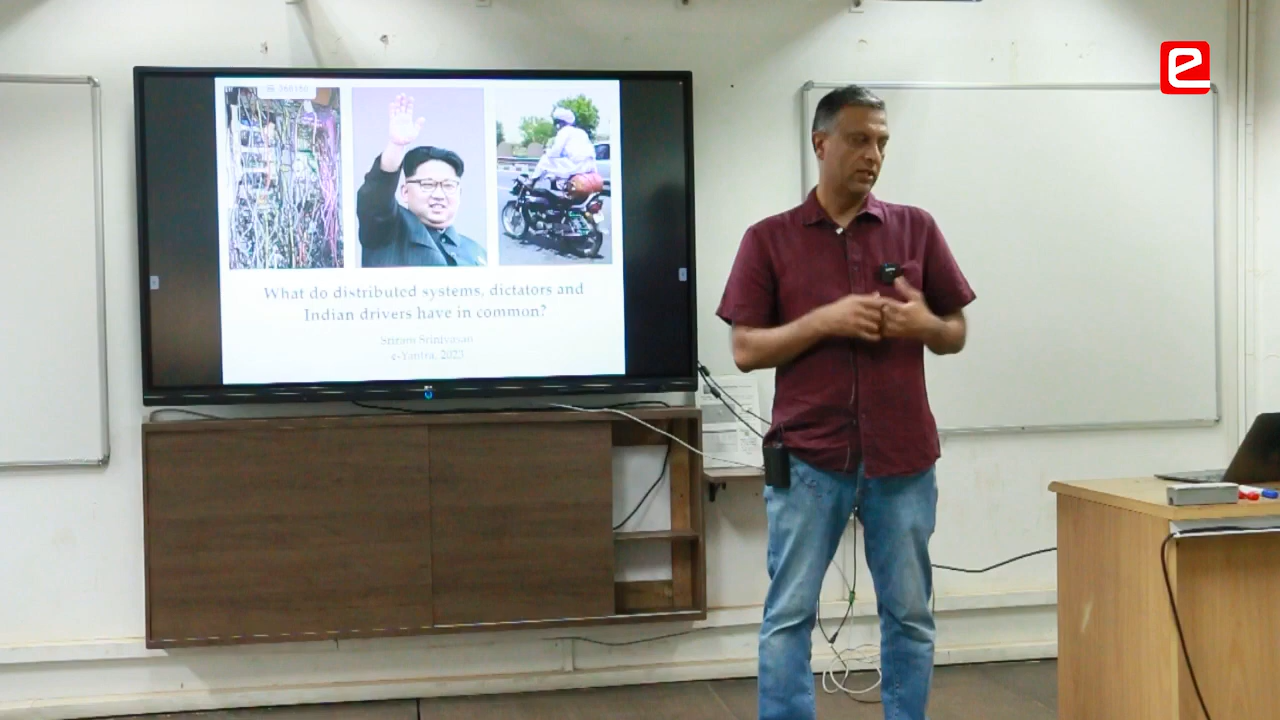 What do distributed systems, dictators and
Indian drivers have in common?
Sriram Srinivasan
e-Yantra, 2023
e